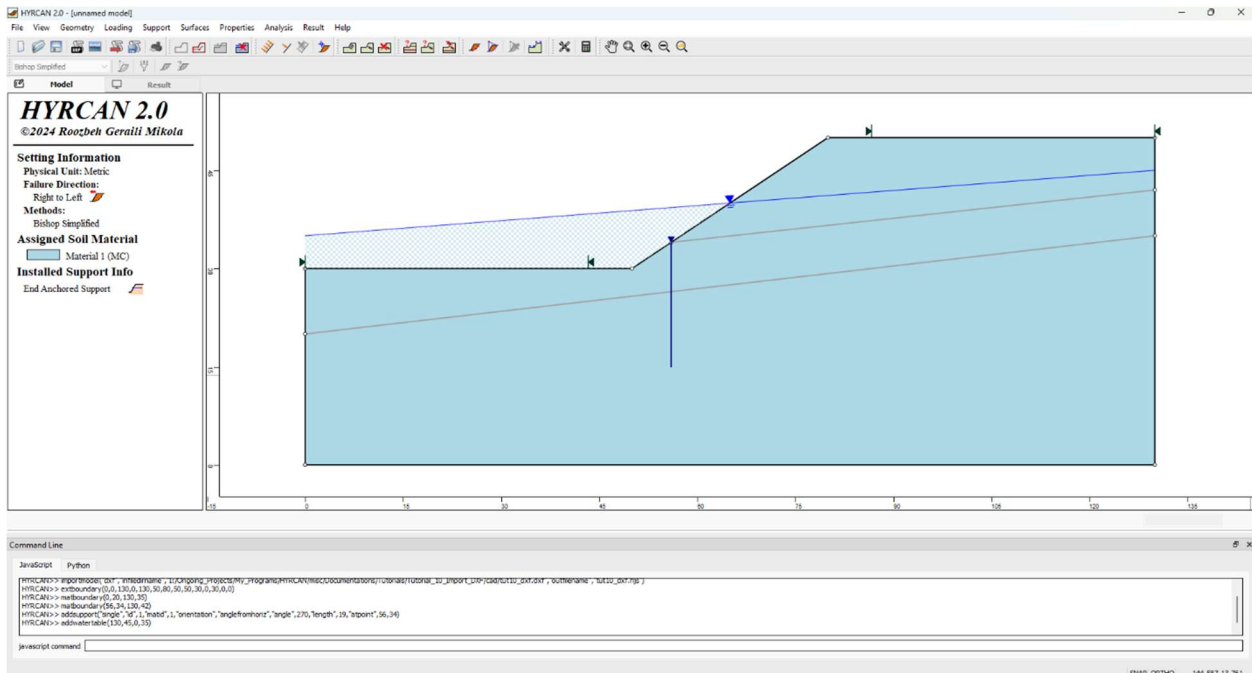 HYRCAN 2.0 - [unnamed model]
File View Geometry Loading Support Surfaces Properties Analysis Result Help
Bishop Simplified
Model Result
HYRCAN 2.0
©2024 Roozbeh Geraili Mikola
Setting Information
Physical Unit: Metric
Failure Direction:
Right to Left
Methods:
Bishop Simplified
Assigned Soil Material
Material 1 (MC)
Installed Support Info
End Anchored Support
45
30
15
0
-15 0 15 30 45 60 75 90 105 120 135
Command Line
JavaScript Python
HYRCAN>> extboundary(0,0,130,0,130,50,80,50,50,30,0,30,0,0)
HYRCAN>> matboundary(0,20,130,35)
HYRCAN>> matboundary(56,34,130,42)
HYRCAN>> addsupport("single","id",1,"matid",1,"orientation","anglefromhoriz","angle",270,"length",19,"atpoint",56,34)
HYRCAN>> addwatertable(130,45,0,35)
javascript command